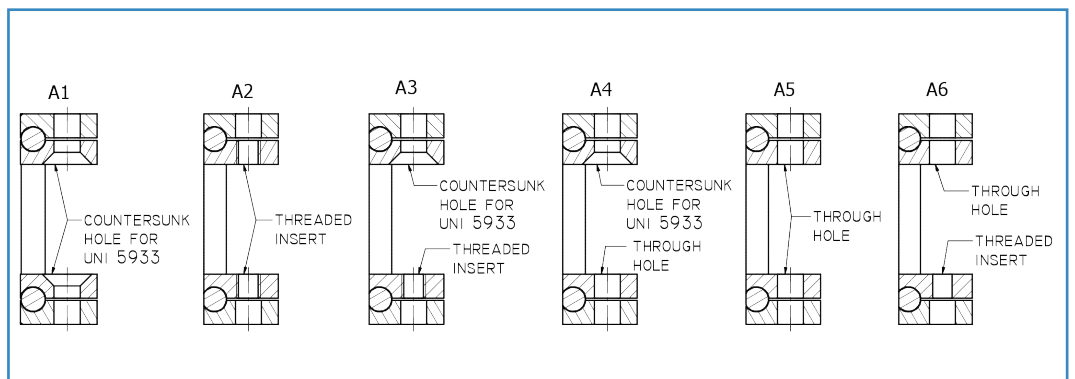 A1
A2
A3
A4
A5
A6
COUNTERSUNK
HOLE FOR
UNI 5933
THREADED
INSERT
COUNTERSUNK
HOLE FOR
UNI 5933
THREADED
INSERT
COUNTERSUNK
HOLE FOR
UNI 5933
THROUGH
HOLE
THROUGH
HOLE
THROUGH
HOLE
THREADED
INSERT